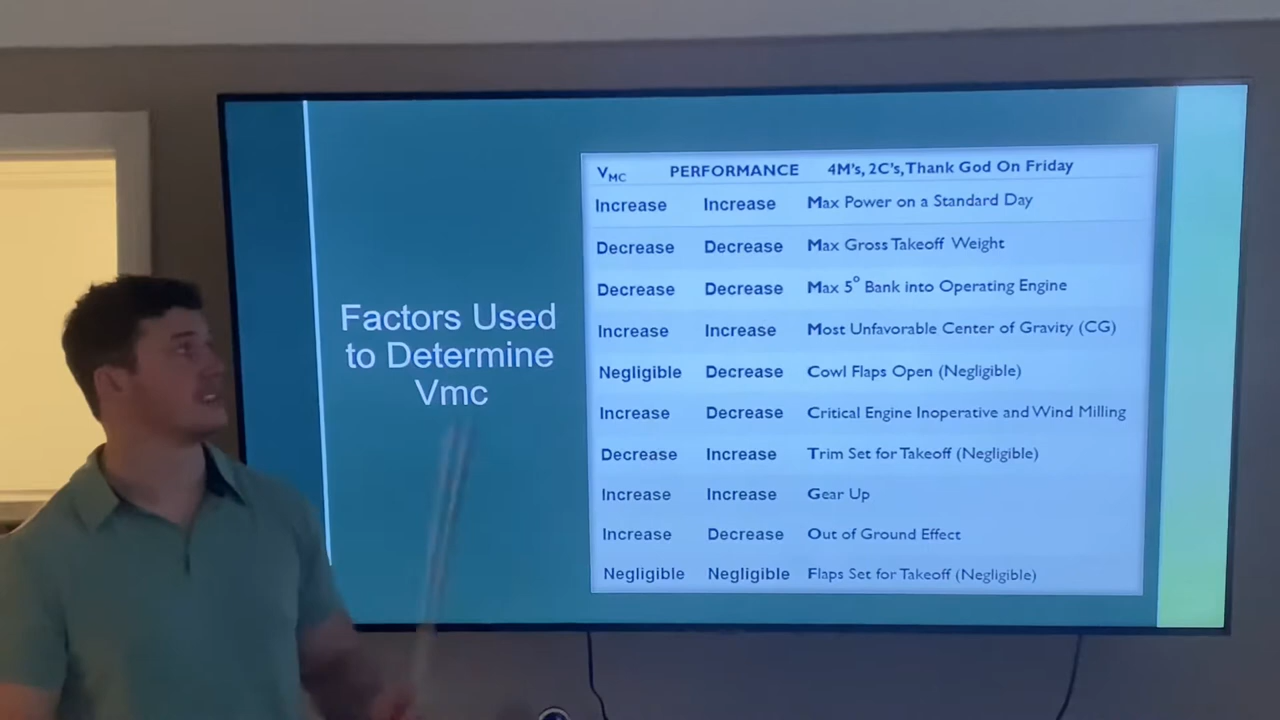 Factors Used
to Determine
Vmc
VMC PERFORMANCE 4M's, 2C's,Thank God On Friday
Increase Increase Max Power on a Standard Day
Decrease Decrease Max Gross Takeoff Weight
Decrease Decrease Max 5° Bank into Operating Engine
Increase Increase Most Unfavorable Center of Gravity (CG)
Negligible Decrease Cowl Flaps Open (Negligible)
Increase Decrease Critical Engine Inoperative and Wind Milling
Decrease Increase Trim Set for Takeoff (Negligible)
Increase Increase Gear Up
Increase Decrease Out of Ground Effect
Negligible Negligible Flaps Set for Takeoff (Negligible)